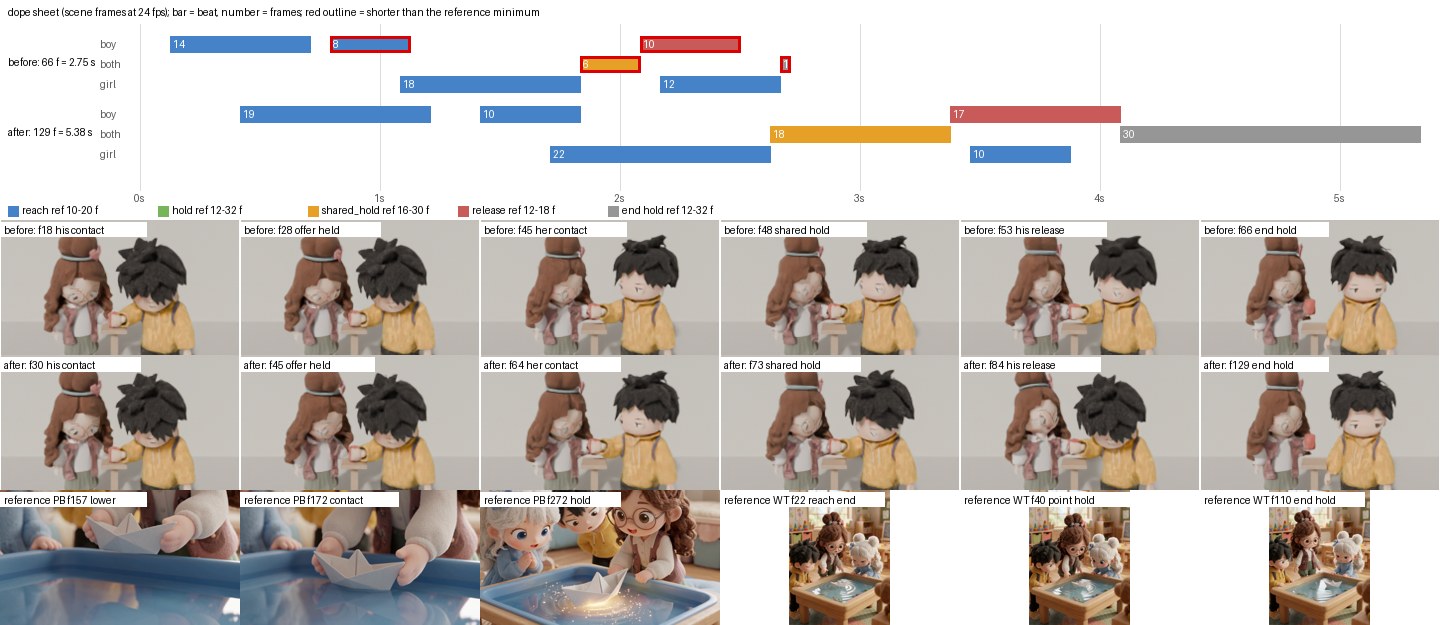 dope sheet (scene frames at 24 fps); bar = beat, number = frames; red outline = shorter than the reference minimum
boy 14 8 10
before: 66 f = 2.75 s both 6 1
girl 18 12
boy 19 10 17
after: 129 f = 5.38 s both 18 30
girl 22 10
0s 1s 2s 3s 4s 5s
reach ref 10-20 f hold ref 12-32 f shared_hold ref 16-30 f release ref 12-18 f end hold ref 12-32 f
before: f18 his contact before: f28 offer held before: f45 her contact before: f48 shared hold before: f53 his release before: f66 end hold
after: f30 his contact after: f45 offer held after: f64 her contact after: f73 shared hold after: f84 his release after: f129 end hold
reference PB f157 lower reference PB f172 contact reference PB f272 hold reference WT f22 reach end reference WT f40 point hold reference WT f110 end hold